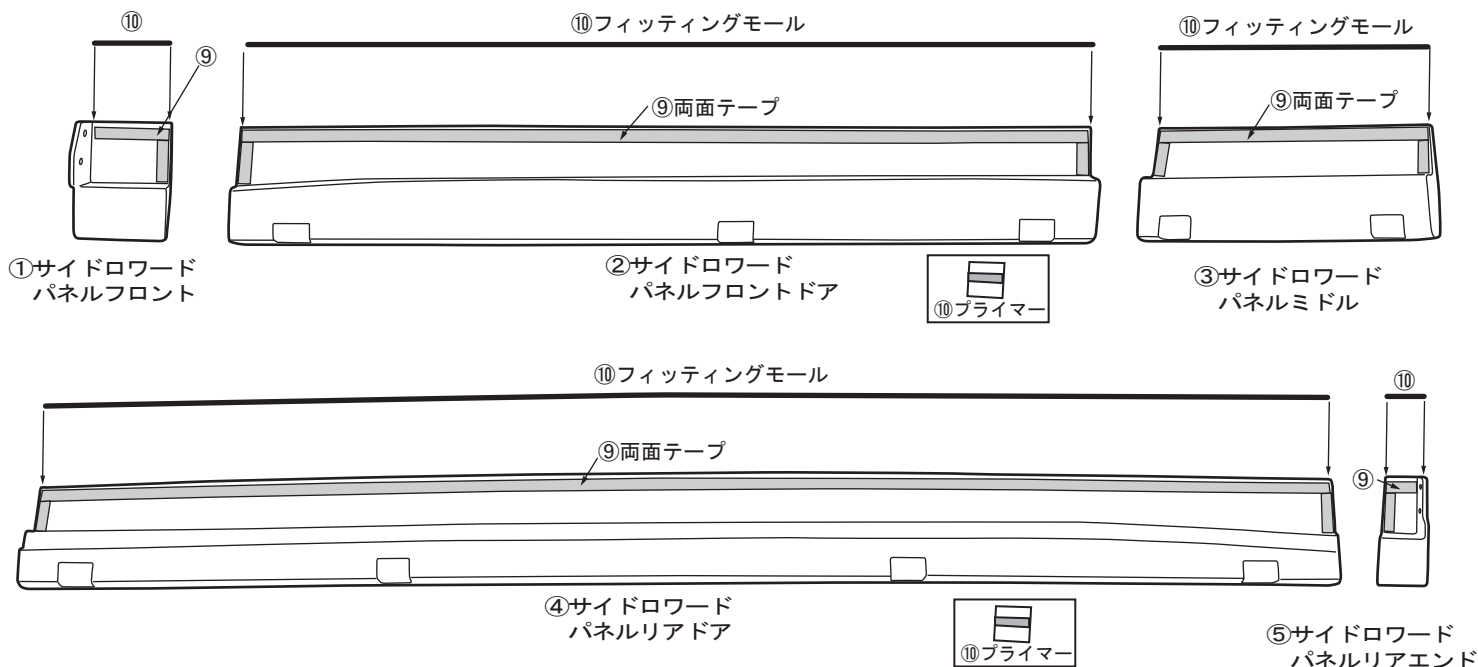 ⑩
⑨
⑩フィッティングモール
⑨両面テープ
⑩フィッティングモール
⑨両面テープ
①サイドロワード
パネルフロント
②サイドロワード
パネルフロントドア
⑩プライマー
③サイドロワード
パネルミドル
⑩フィッティングモール
⑨両面テープ
⑩
⑨
④サイドロワード
パネルリアドア
⑩プライマー
⑤サイドロワード
パネルリアエンド